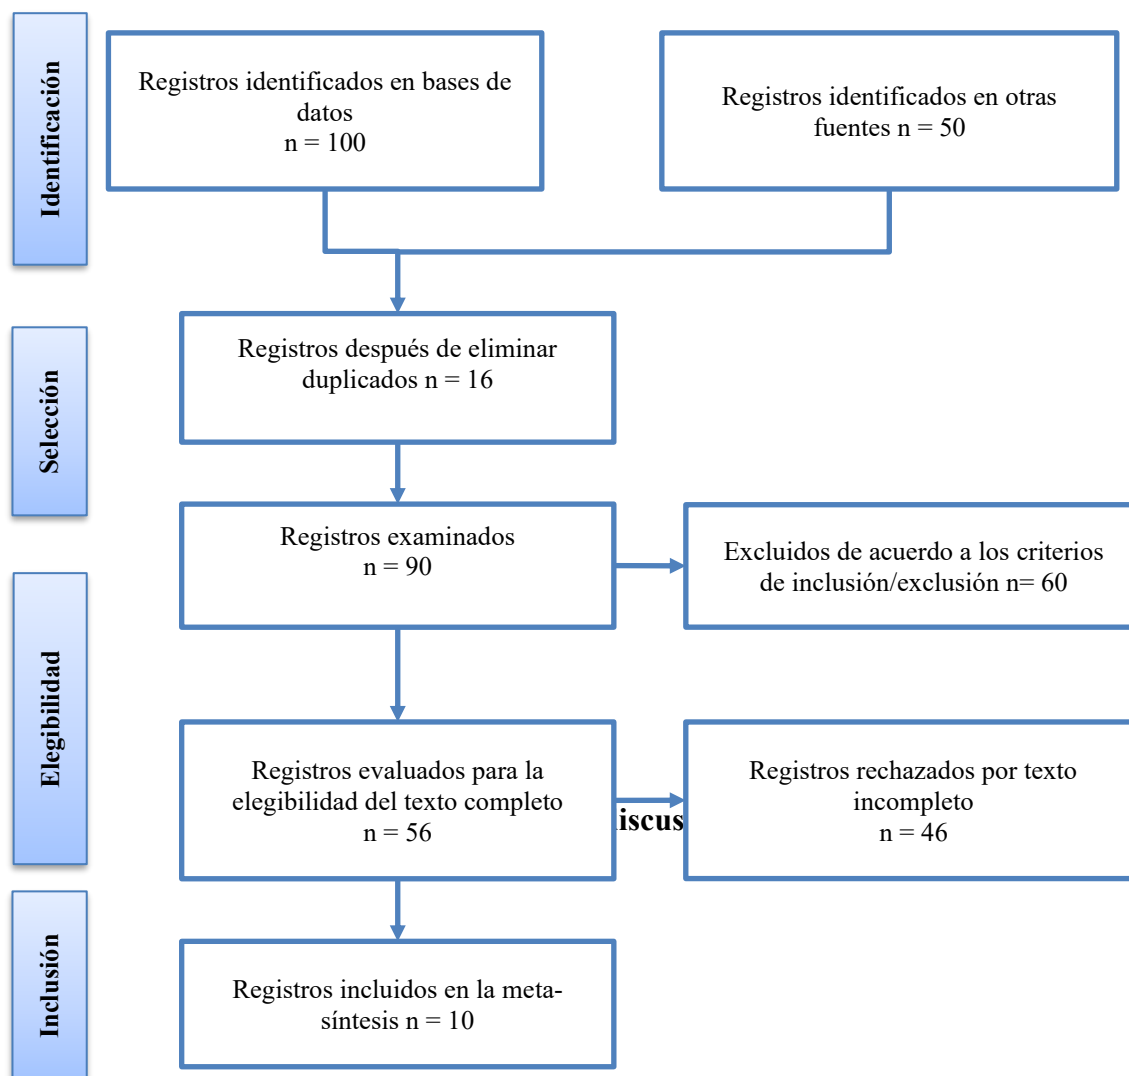 Identificación
Registros identificados en bases de
datos
n = 100
Registros identificados en otras
fuentes n = 50
Selección
Registros después de eliminar
duplicados n = 16
Registros examinados
n = 90
Excluidos de acuerdo a los criterios
de inclusión/exclusión n= 60
Elegibilidad
Registros evaluados para la
elegibilidad del texto completo
n = 56
iscus
Registros rechazados por texto
incompleto
n = 46
Inclusión
Registros incluidos en la meta-
síntesis n = 10